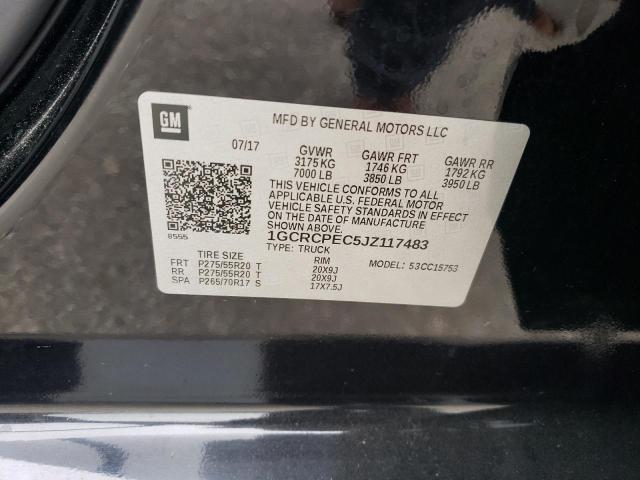 GM
MFD BY GENERAL MOTORS LLC
07/17 GVWR GAWR FRT GAWR RR
3175 KG 1746 KG 1792 KG
7000 LB 3850 LB 3950 LB
THIS VEHICLE CONFORMS TO ALL
APPLICABLE U.S. FEDERAL MOTOR
VEHICLE SAFETY STANDARDS IN EFFECT
ON THE DATE OF MANUFACTURE
SHOWN ABOVE.
8555 1GCRCPEC5JZ117483
TYPE: TRUCK MODEL: 53CC15753
TIRE SIZE RIM
FRT P275/55R20 T 20X9J
RR P275/55R20 T 20X9J
SPA P265/70R17 S 17X7.5J